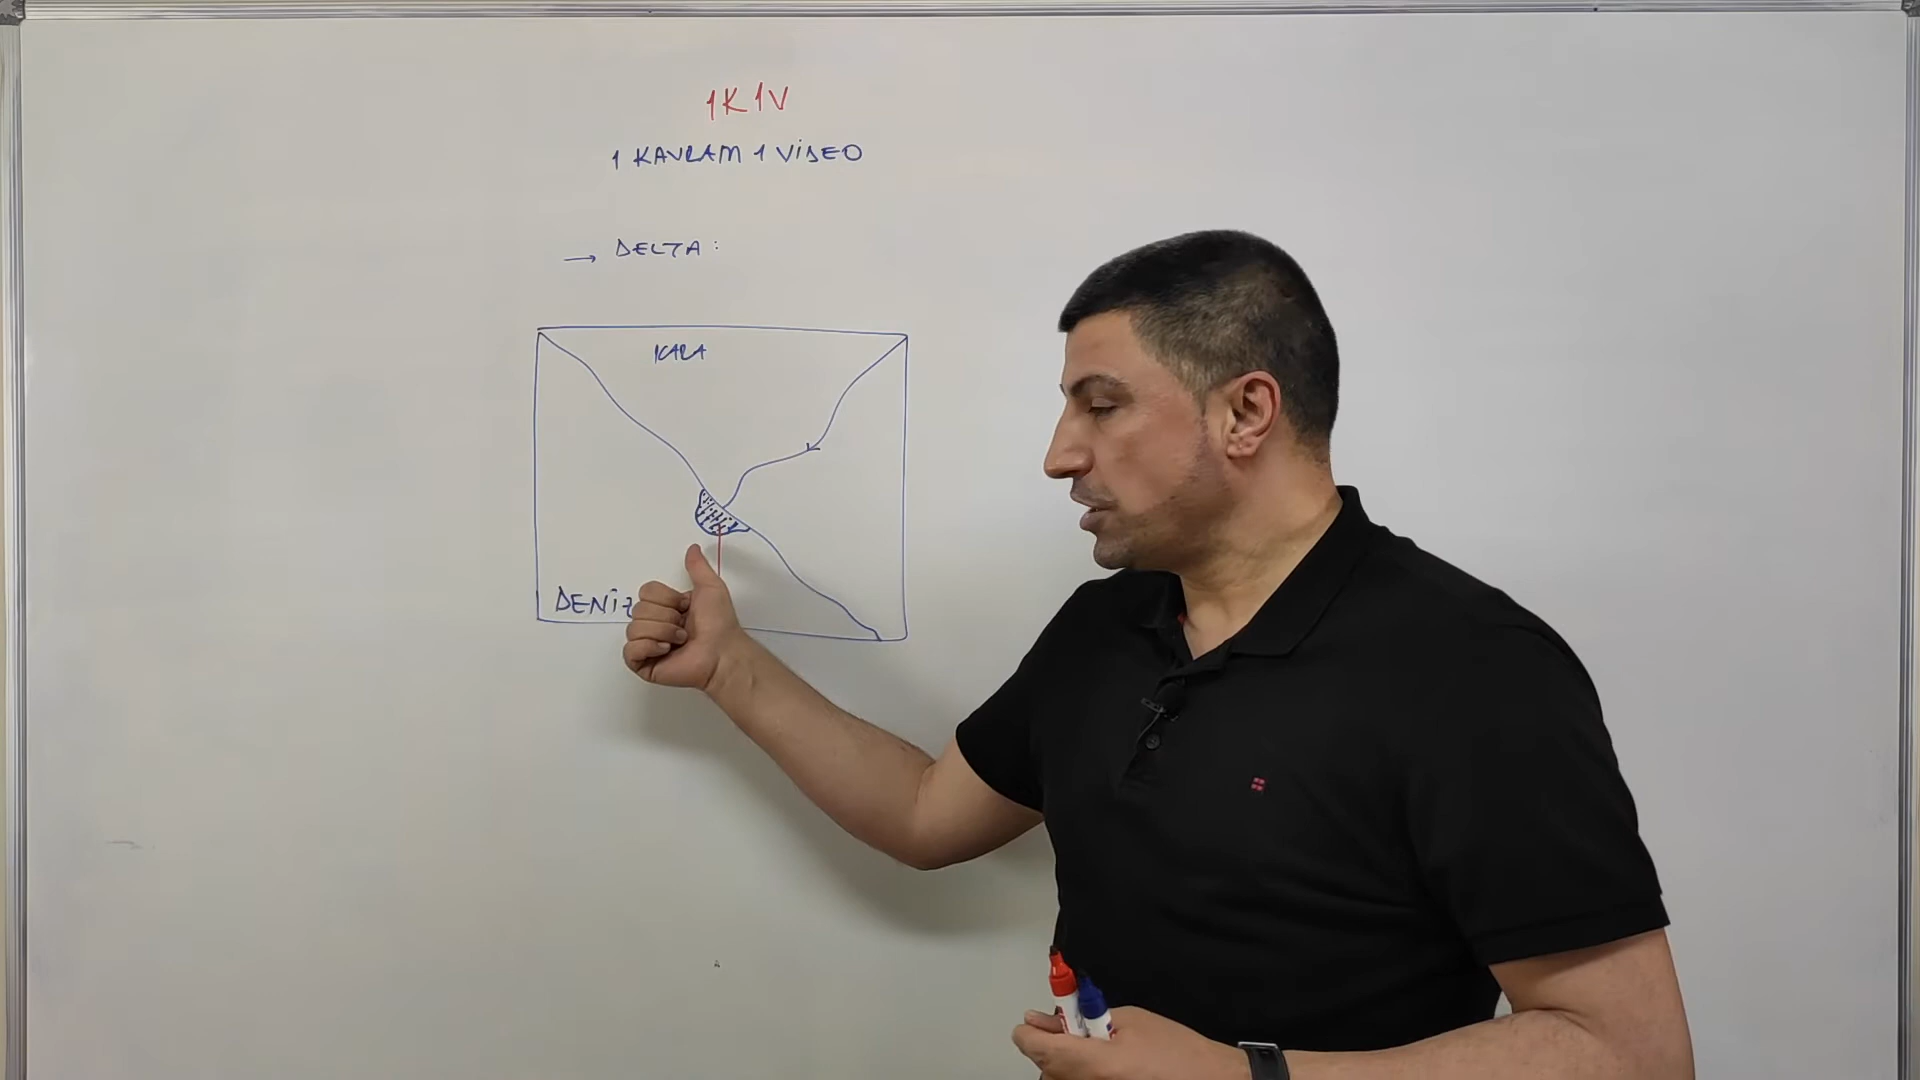 1K1V
1 KAVRAM 1 VİDEO
→ DELTA :
KARA
DENİZ